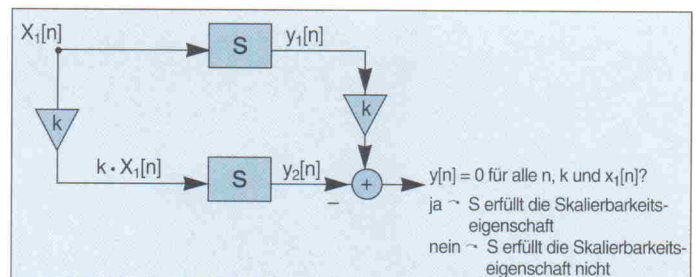 X₁[n]
S
y₁[n]
k
k
k • X₁[n]
S
y₂[n]
+
–
y[n] = 0 für alle n, k und x₁[n]?
ja ⤳ S erfüllt die Skalierbarkeits-
eigenschaft
nein ⤳ S erfüllt die Skalierbarkeits-
eigenschaft nicht